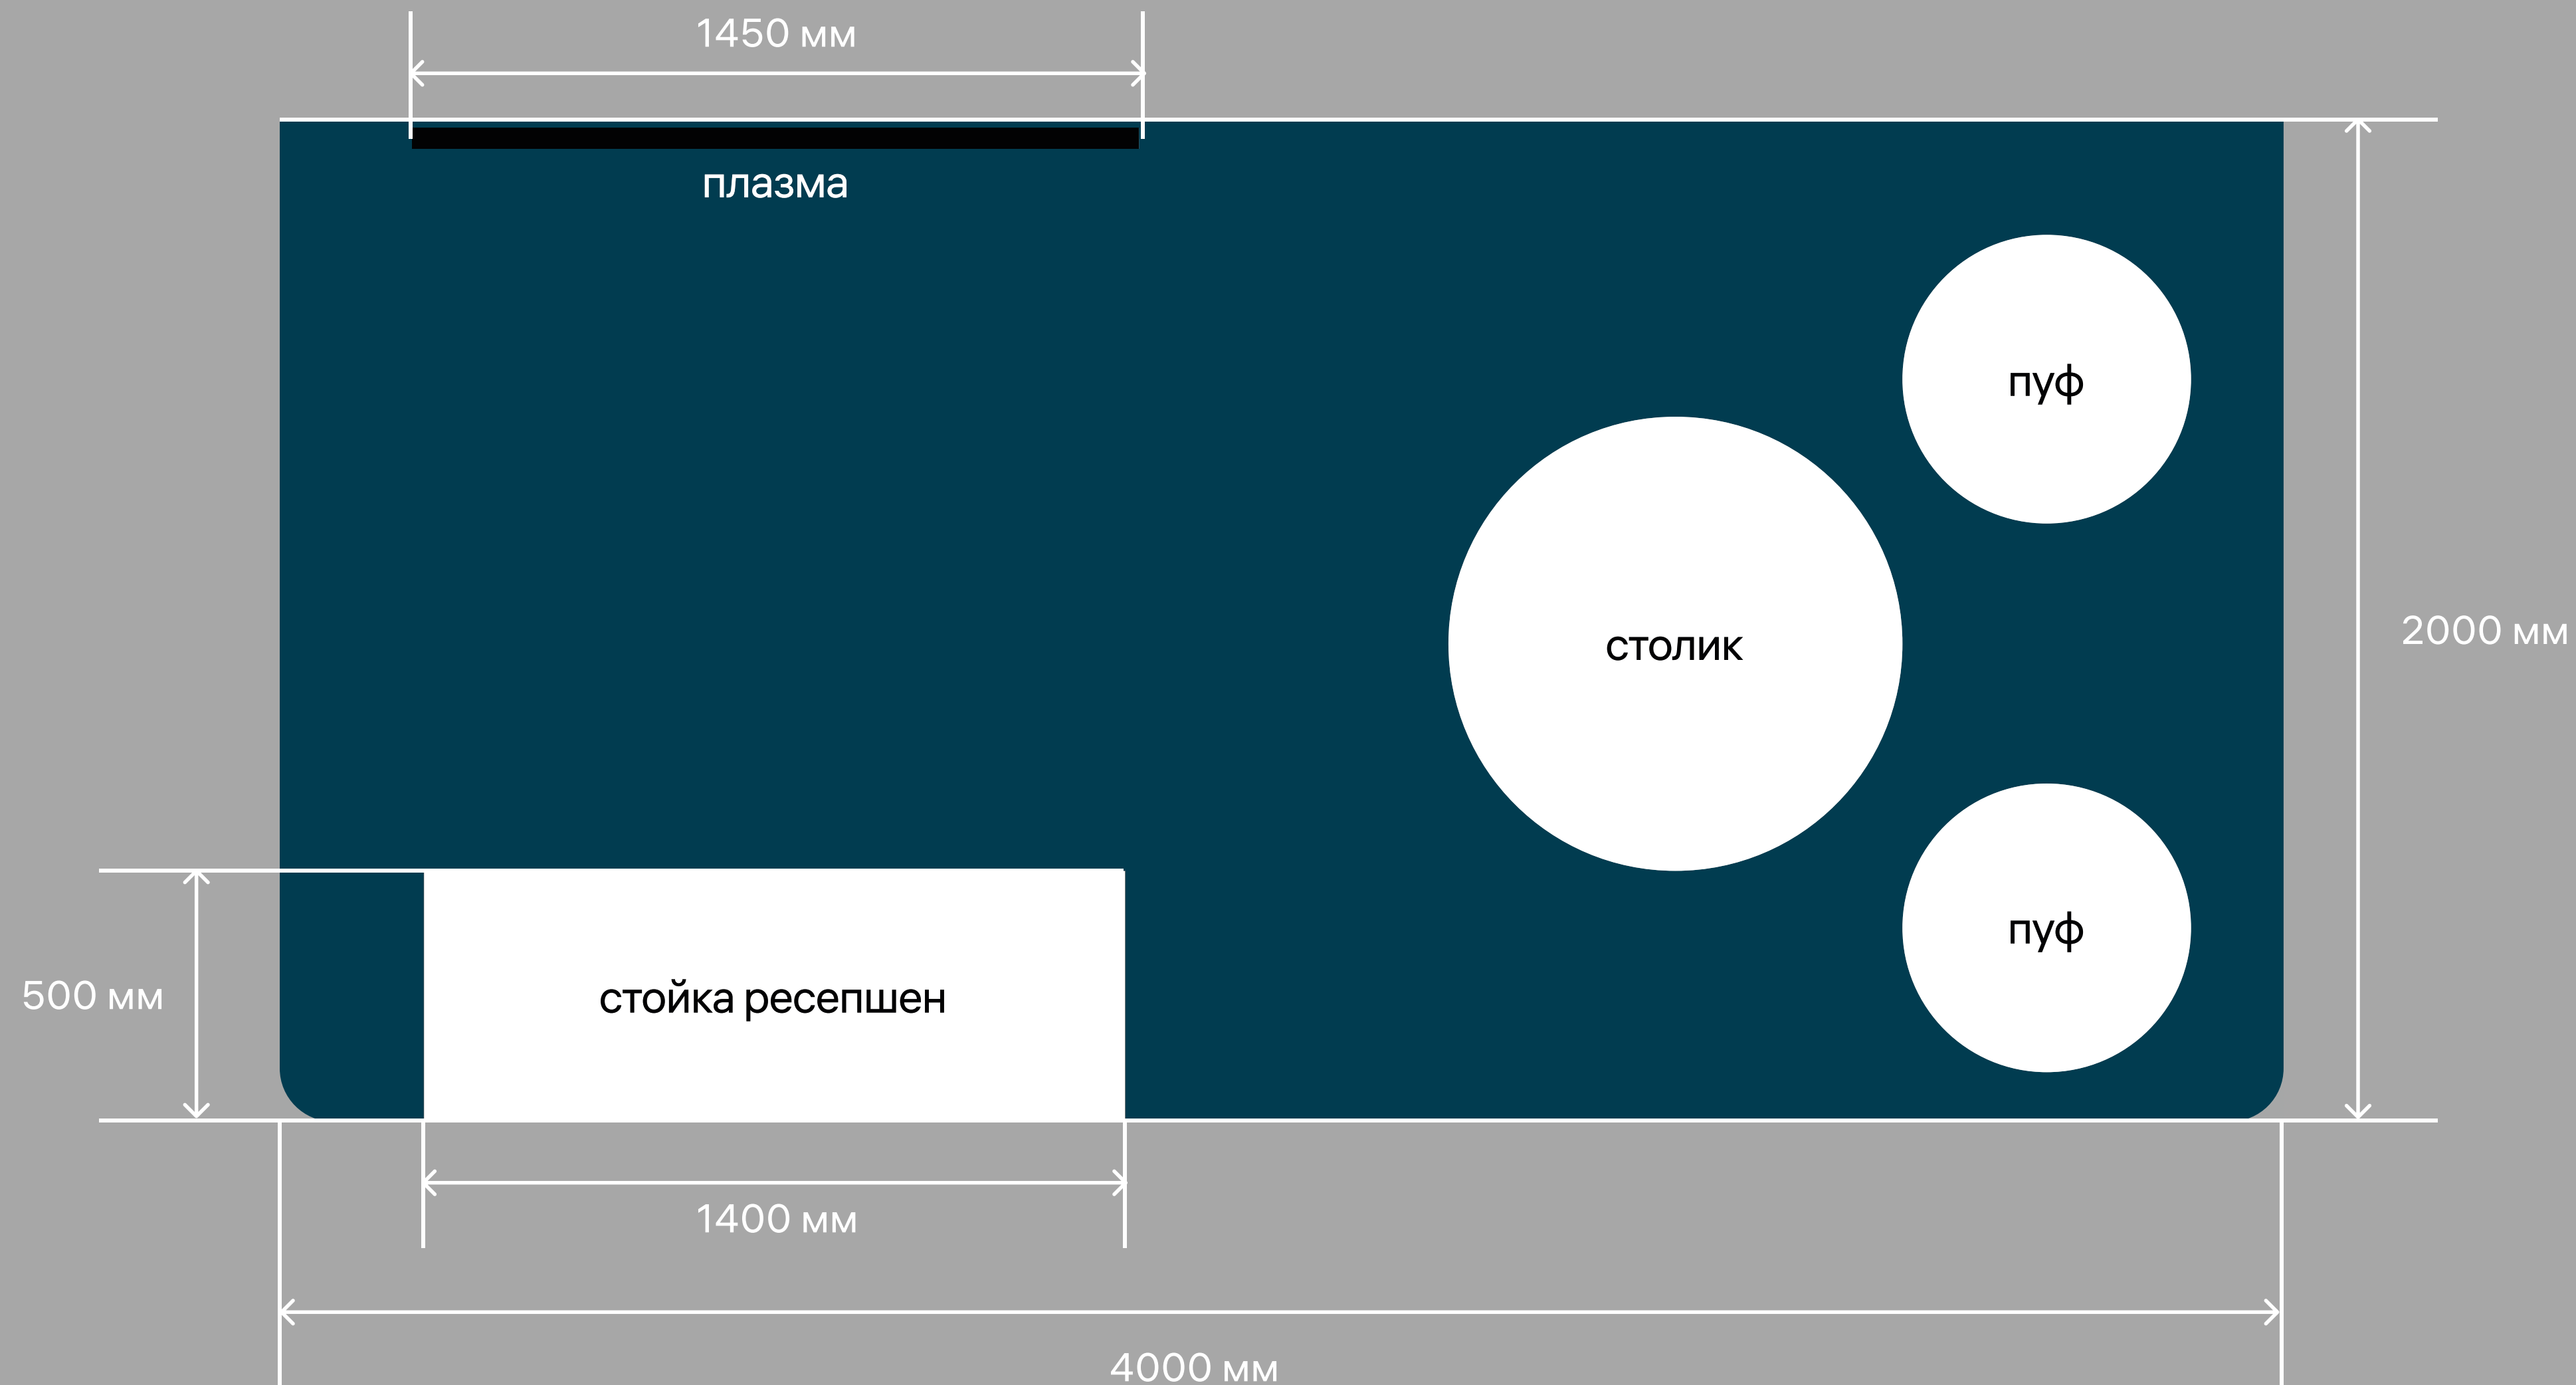 1450 мм
плазма
пуф
2000 мм
столик
пуф
500 мм
стойка ресепшен
1400 мм
4000 мм